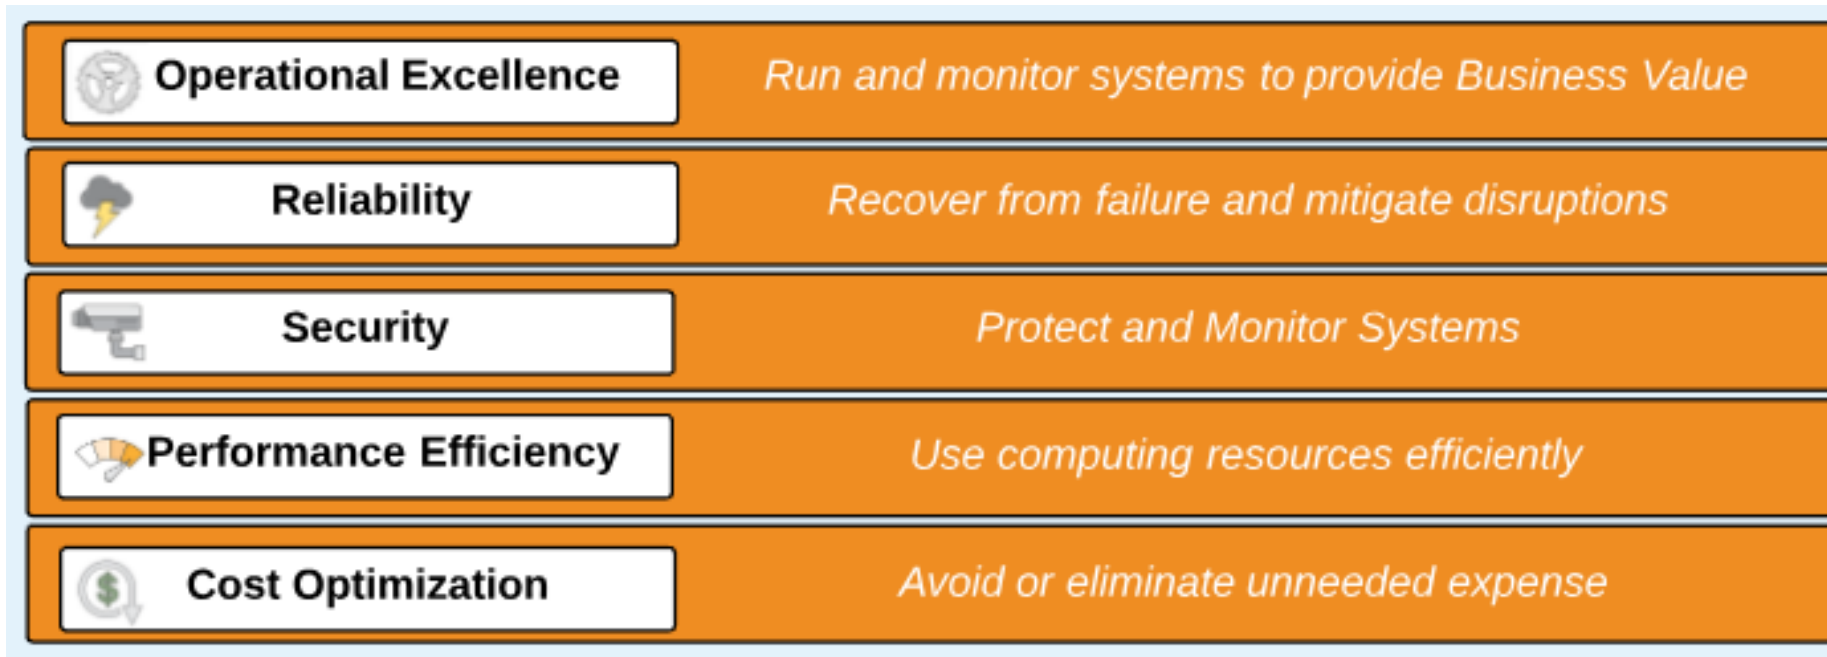 Operational Excellence Run and monitor systems to provide Business Value
Reliability Recover from failure and mitigate disruptions
Security Protect and Monitor Systems
Performance Efficiency Use computing resources efficiently
$ Cost Optimization Avoid or eliminate unneeded expense